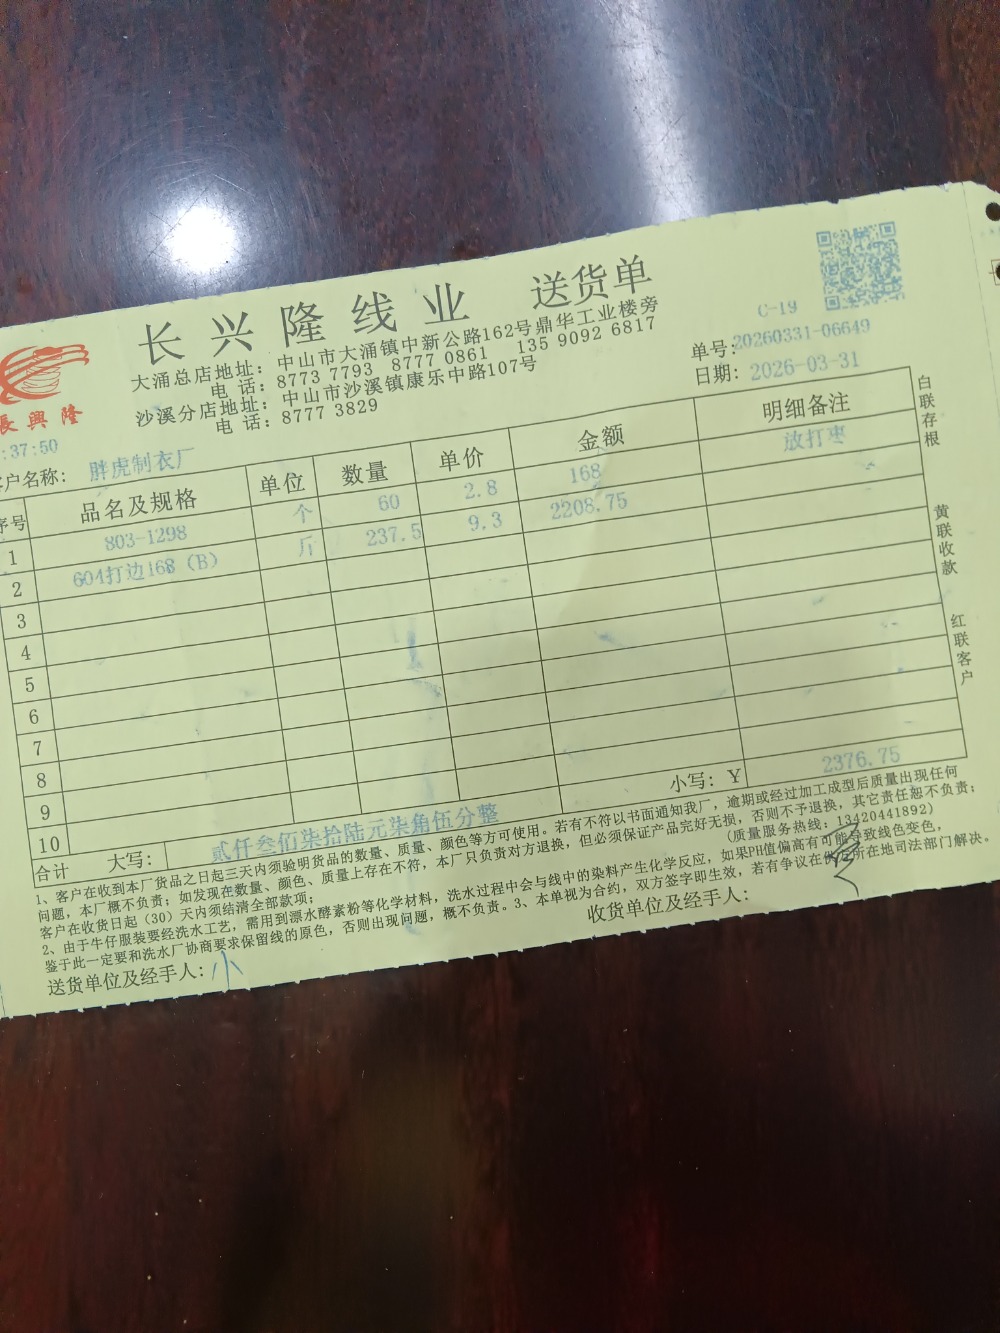 长兴隆线业 送货单
C-19
大涌总店地址：中山市大涌镇中新公路162号鼎华工业楼旁
电 话：8773 7793 8777 0861 135 9092 6817
沙溪分店地址：中山市沙溪镇康乐中路107号
电 话：8777 3829
单号：20260331-06649
日期：2026-03-31
長興隆
:37:50
客户名称：胖虎制衣厂
序号 品名及规格 单位 数量 单价 金额 明细备注
1 803-1298 个 60 2.8 168 放打枣
2 604打边168（B） 斤 237.5 9.3 2208.75
3
4
5
6
7
8
9
10
合计 大写：贰仟叁佰柒拾陆元柒角伍分整 小写：￥ 2376.75
白联存根
黄联收款
红联客户
1、客户在收到本厂货品之日起三天内须验明货品的数量、质量、颜色等方可使用。若有不符以书面通知我厂，逾期或经过加工成型后质量出现任何
问题，本厂概不负责；如发现在数量、颜色、质量上存在不符，本厂只负责对方退换，但必须保证产品完好无损，否则不予退换，其它责任恕不负责；
客户在收货日起（30）天内须结清全部款项；
（质量服务热线：13420441892）
2、由于牛仔服装要经洗水工艺，需用到漂水酵素粉等化学材料，洗水过程中会与线中的染料产生化学反应，如果PH值偏高有可能导致线色变色，
鉴于此一定要和洗水厂协商要求保留线的原色，否则出现问题，概不负责。3、本单视为合约，双方签字即生效，若有争议在供应所在地司法部门解决。
送货单位及经手人：小
收货单位及经手人：